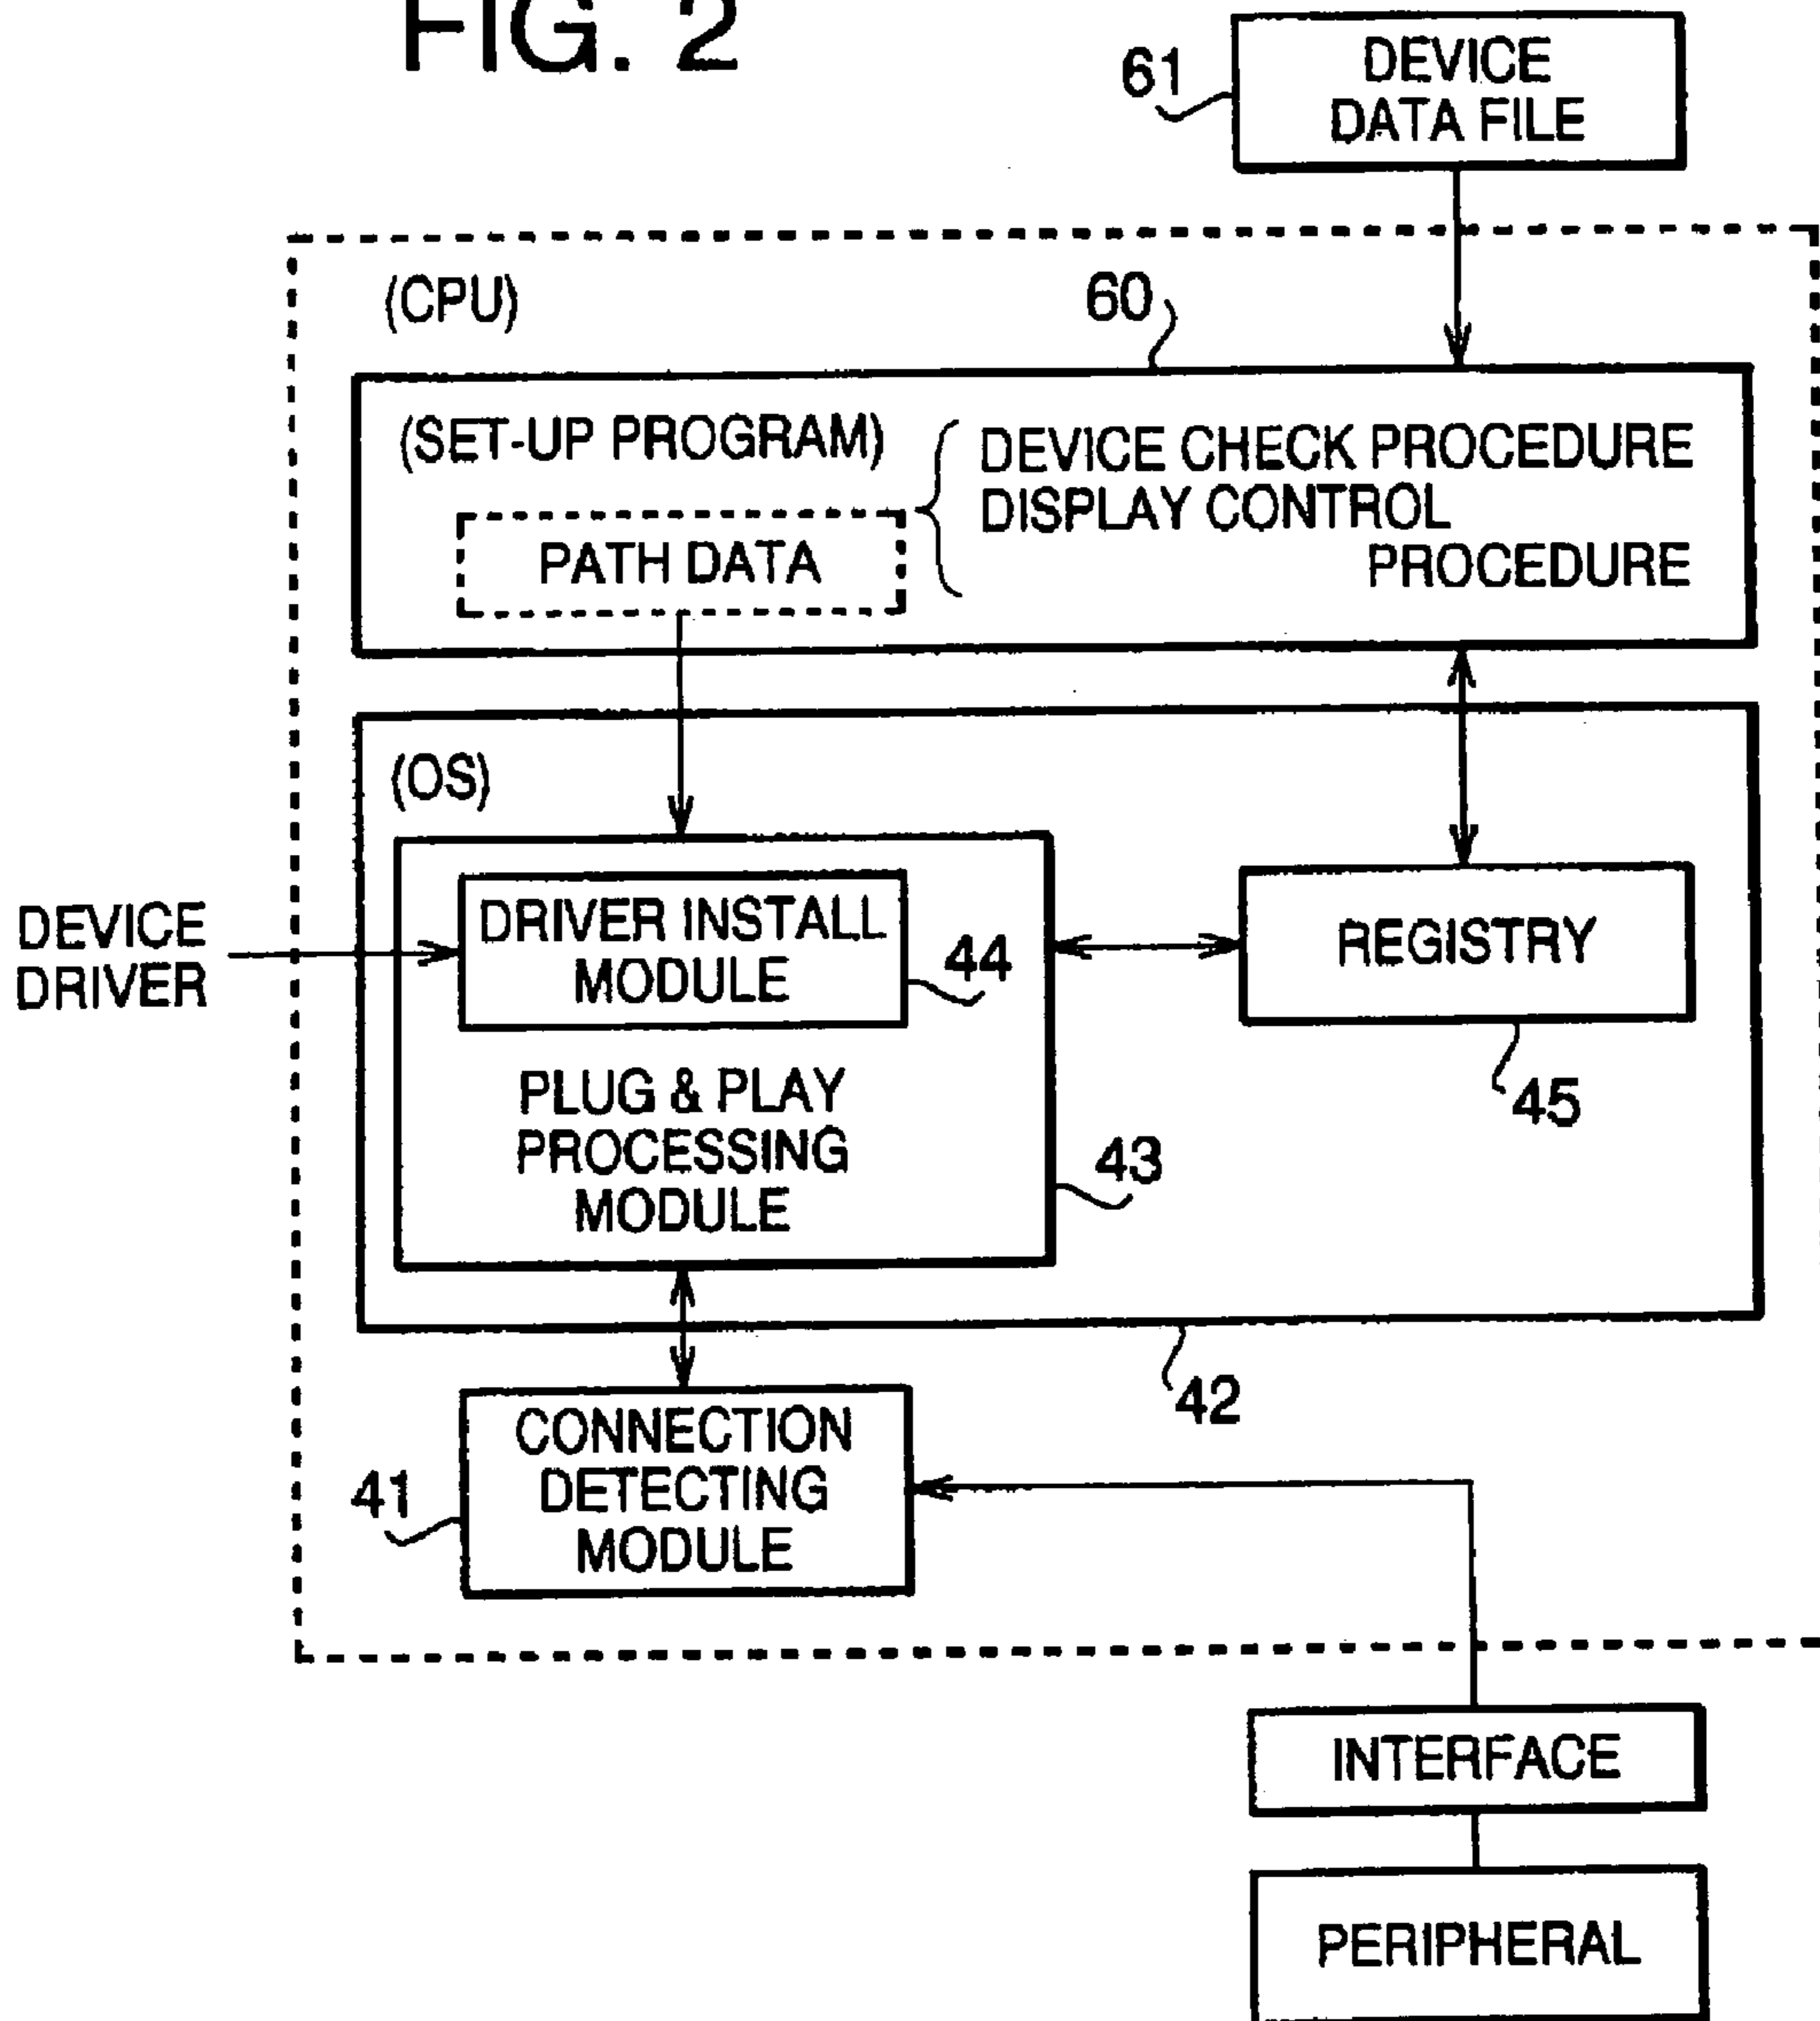 FIG. 2
61
DEVICE
DATA FILE
(CPU)
60
(SET-UP PROGRAM)
DEVICE CHECK PROCEDURE
DISPLAY CONTROL
PROCEDURE
PATH DATA
(OS)
DEVICE
DRIVER
DRIVER INSTALL
MODULE
44
REGISTRY
45
PLUG & PLAY
PROCESSING
MODULE
43
42
CONNECTION
DETECTING
MODULE
41
INTERFACE
PERIPHERAL